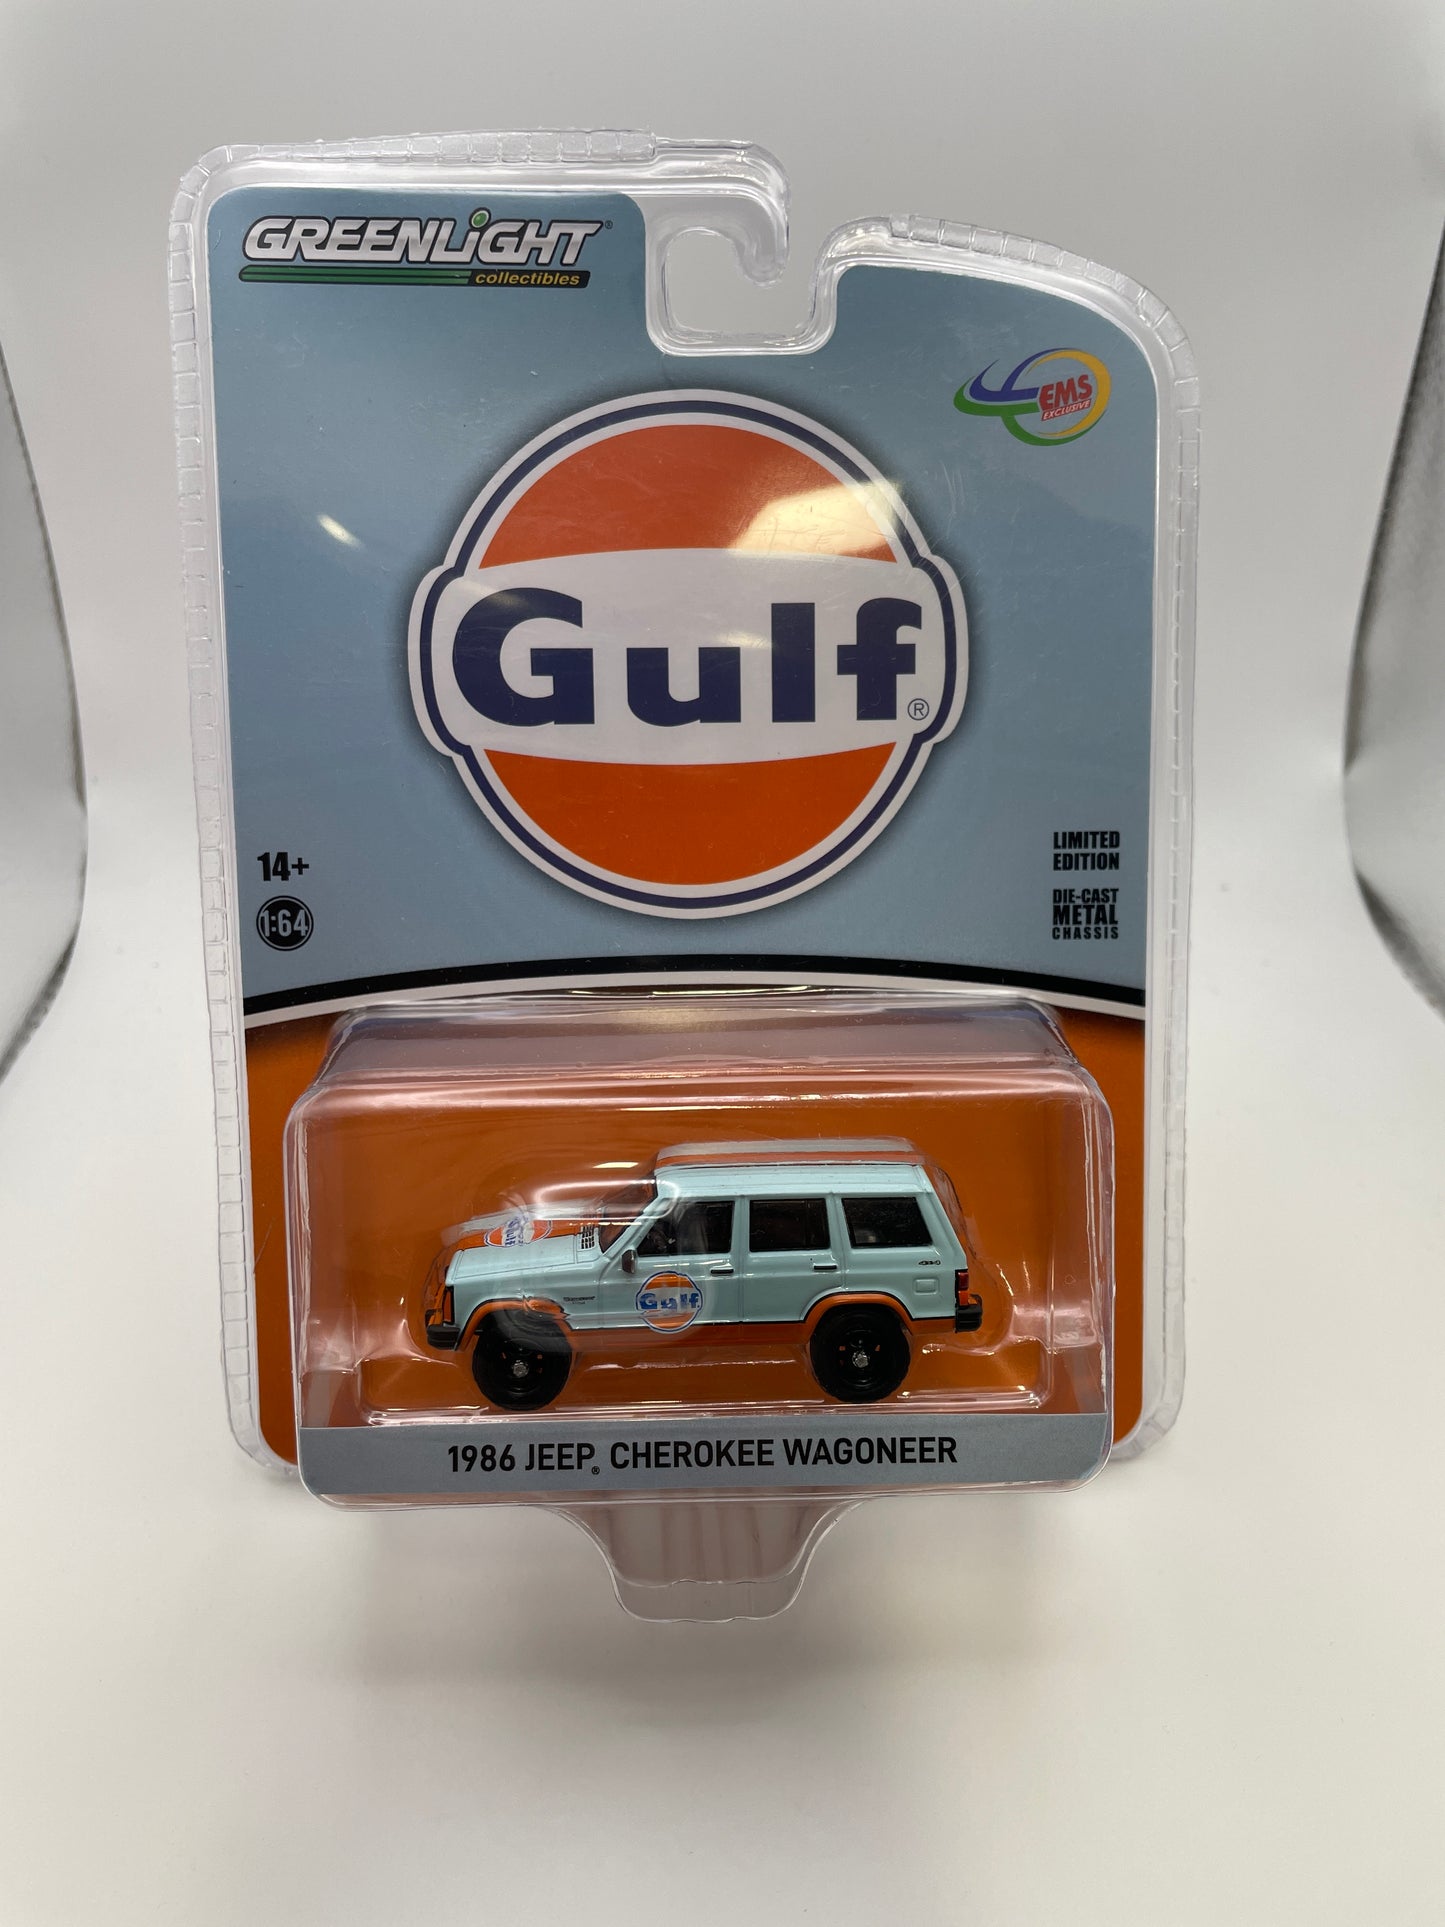 GREENLiGHT®
collectibles
EMS
EXCLUSIVE
Gulf®
14+
1:64
LIMITED
EDITION
DIE-CAST
METAL
CHASSIS
Gulf
Gulf
4X4
1986 JEEP® CHEROKEE WAGONEER